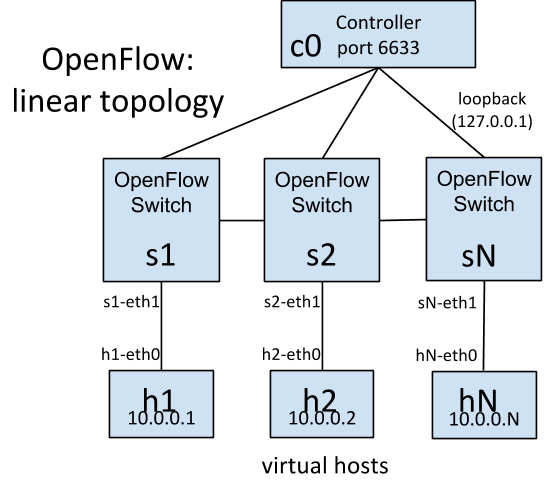 OpenFlow:
linear topology
Controller
c0 port 6633
loopback
(127.0.0.1)
OpenFlow
Switch
s1
OpenFlow
Switch
s2
OpenFlow
Switch
sN
s1-eth1
s2-eth1
sN-eth1
h1-eth0
h2-eth0
hN-eth0
h1
10.0.0.1
h2
10.0.0.2
hN
10.0.0.N
virtual hosts